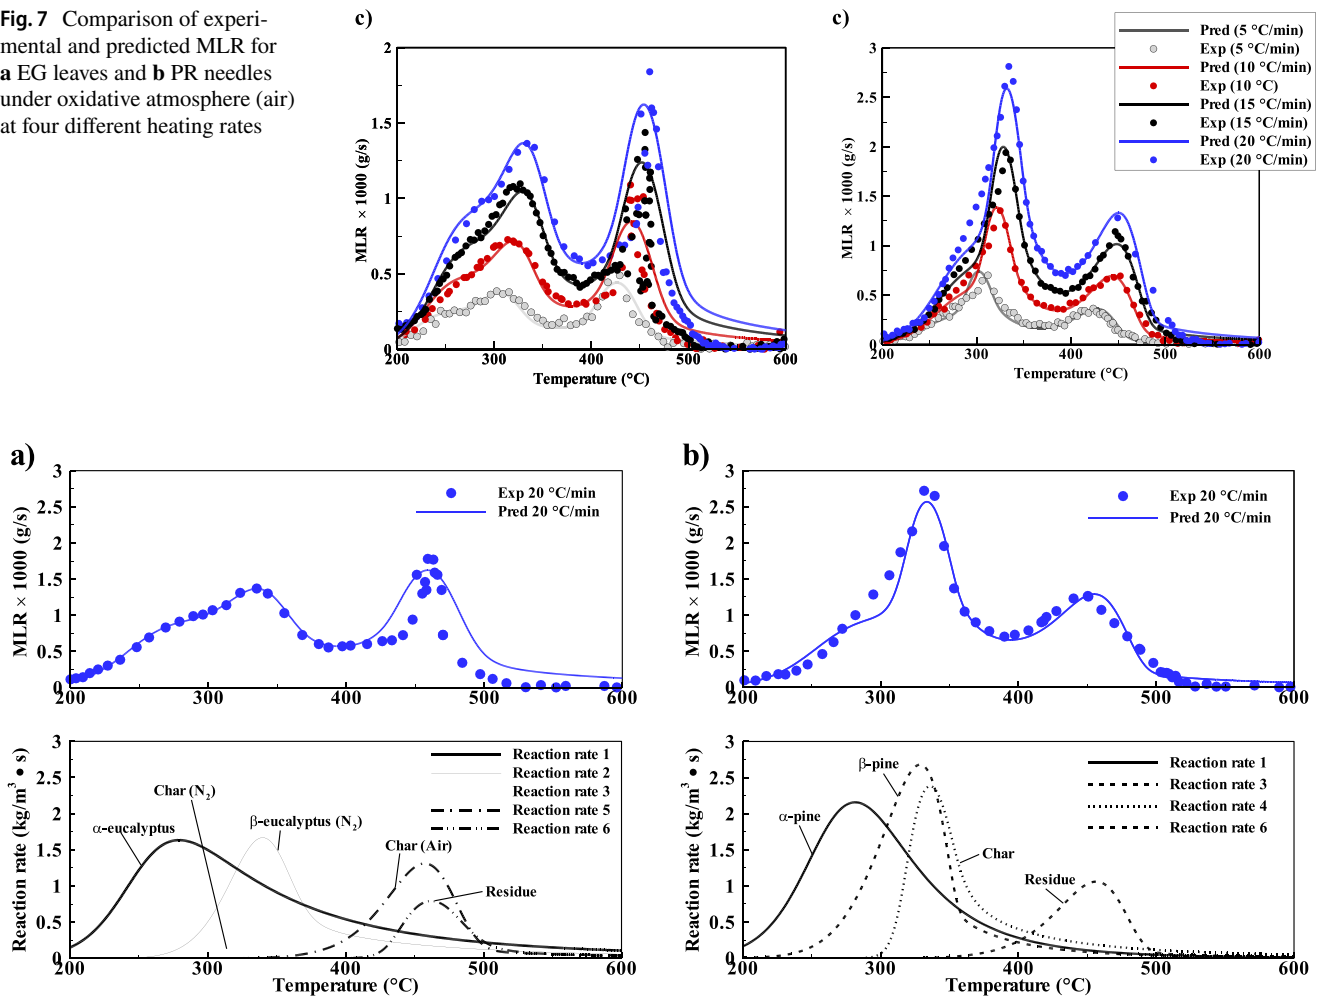 Fig. 7 Comparison of experi-
mental and predicted MLR for
a EG leaves and b PR needles
under oxidative atmosphere (air)
at four different heating rates
c)
2
1.5
1
0.5
0
MLR × 1000 (g/s)
200 300 400 500 600
Temperature (°C)
c)
3
2.5
2
1.5
1
0.5
0
MLR × 1000 (g/s)
200 300 400 500 600
Temperature (°C)
Pred (5 °C/min)
Exp (5 °C/min)
Pred (10 °C/min)
Exp (10 °C)
Pred (15 °C/min)
Exp (15 °C/min)
Pred (20 °C/min)
Exp (20 °C/min)
a)
3
2.5
2
1.5
1
0.5
0
MLR × 1000 (g/s)
Exp 20 °C/min
Pred 20 °C/min
200 300 400 500 600
3
2.5
2
1.5
1
0.5
0
Reaction rate (kg/m³ • s)
Reaction rate 1
Reaction rate 2
Reaction rate 3
Reaction rate 5
Reaction rate 6
Char (N₂)
α-eucalyptus
β-eucalyptus (N₂)
Char (Air)
Residue
200 300 400 500 600
Temperature (°C)
b)
3
2.5
2
1.5
1
0.5
0
MLR × 1000 (g/s)
Exp 20 °C/min
Pred 20 °C/min
200 300 400 500 600
3
2.5
2
1.5
1
0.5
0
Reaction rate (kg/m³ • s)
Reaction rate 1
Reaction rate 3
Reaction rate 4
Reaction rate 6
β-pine
α-pine
Char
Residue
200 300 400 500 600
Temperature (°C)